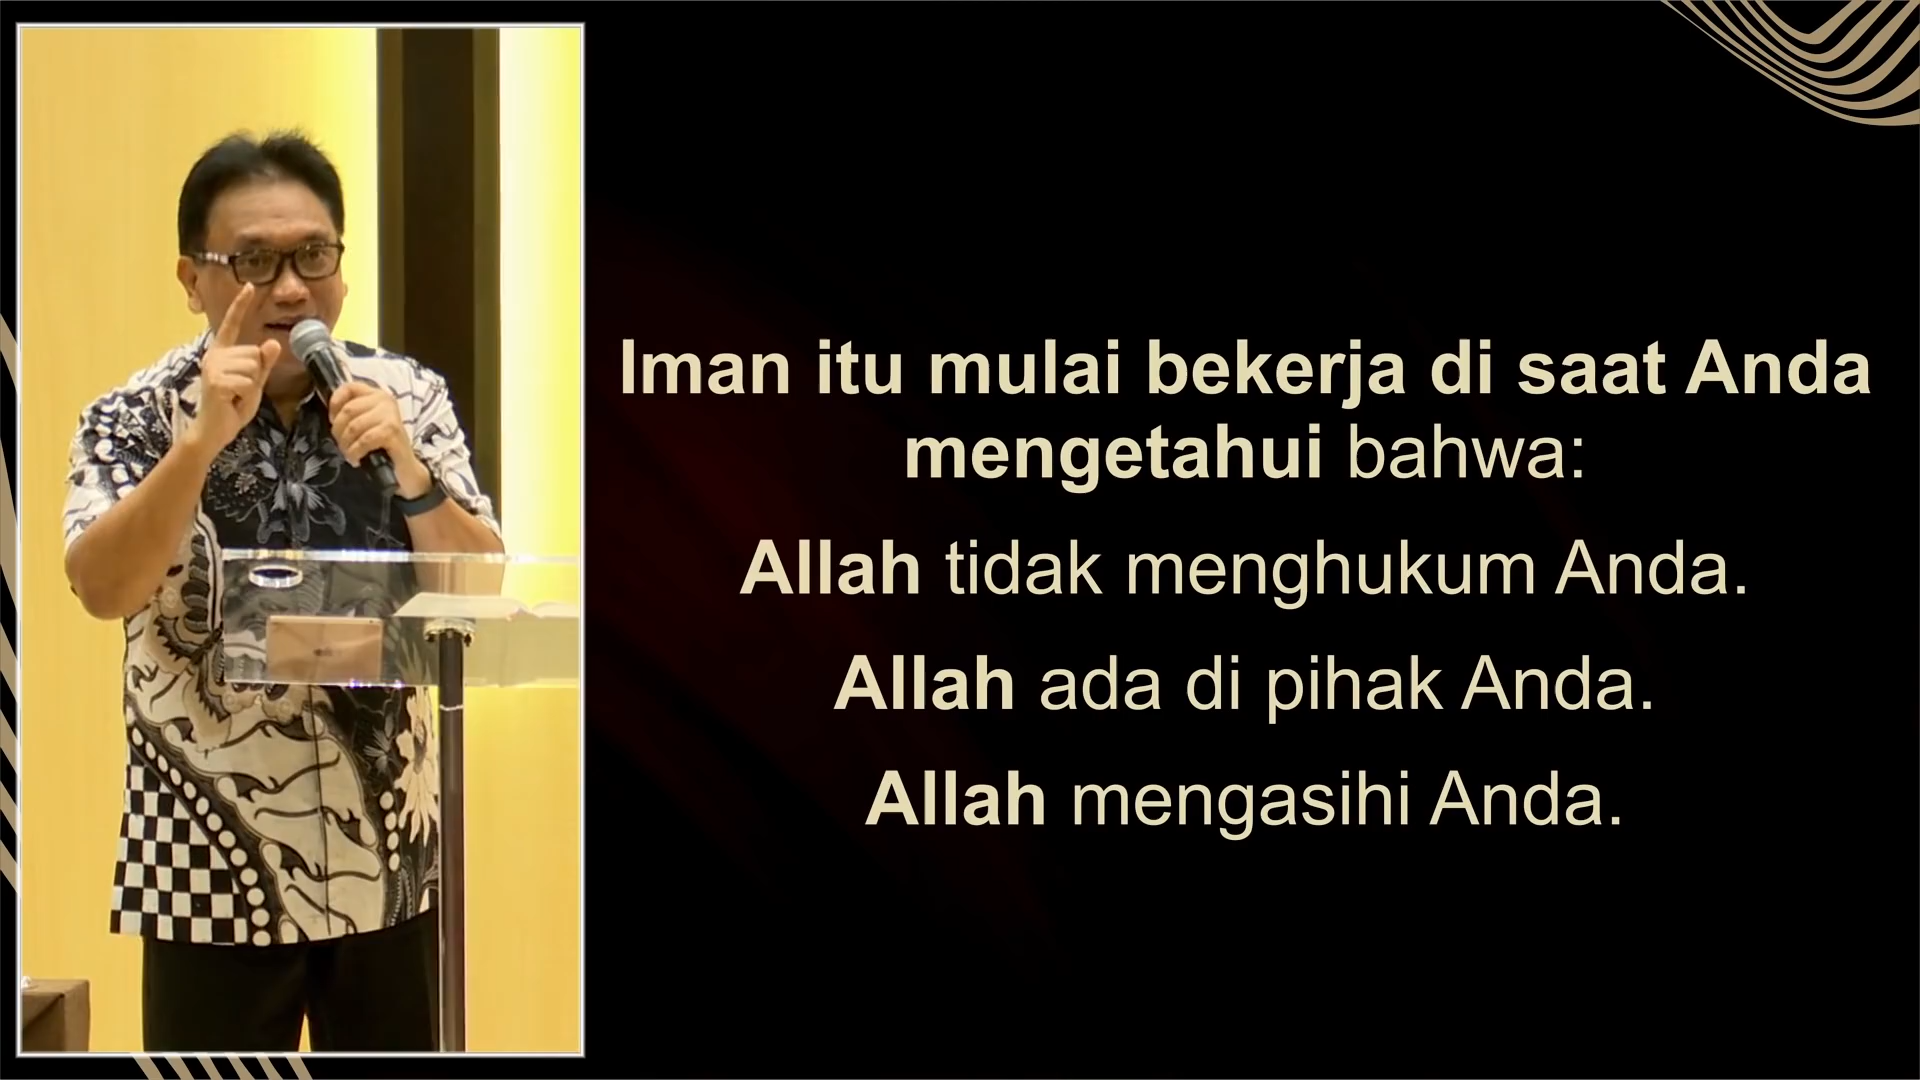 Iman itu mulai bekerja di saat Anda
mengetahui bahwa:
Allah tidak menghukum Anda.
Allah ada di pihak Anda.
Allah mengasihi Anda.